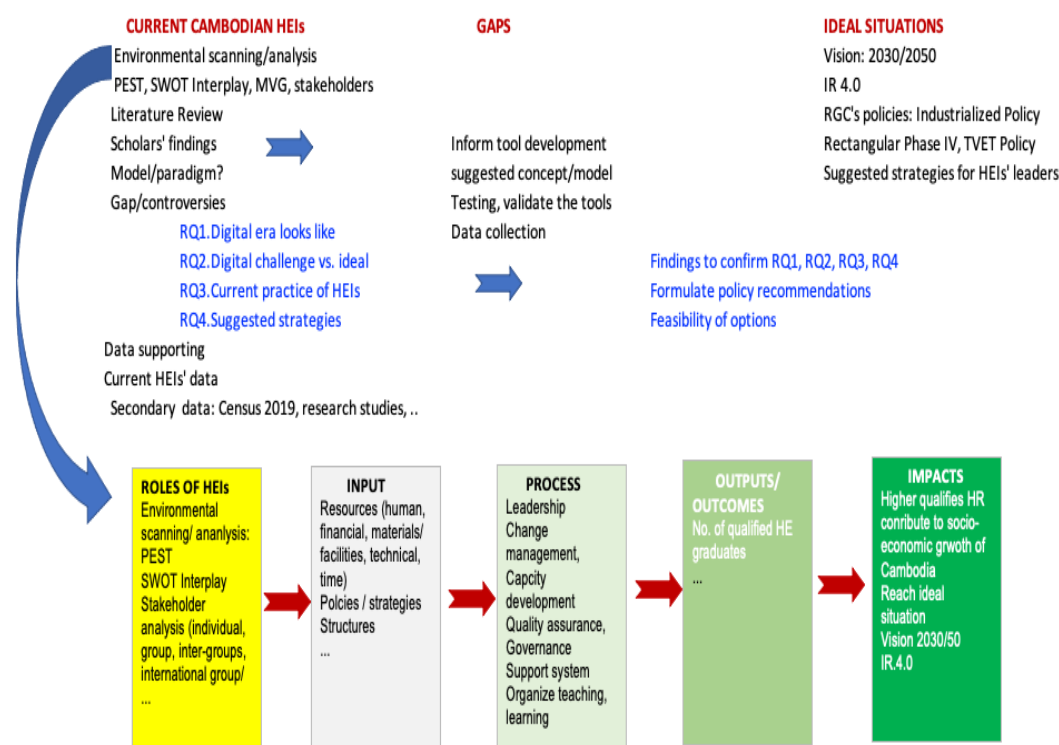 CURRENT CAMBODIAN HEIs
Environmental scanning/analysis
PEST, SWOT Interplay, MVG, stakeholders
Literature Review
Scholars' findings
Model/paradigm?
Gap/controversies
RQ1.Digital era looks like
RQ2.Digital challenge vs. ideal
RQ3.Current practice of HEIs
RQ4.Suggested strategies
Data supporting
Current HEIs' data
Secondary data: Census 2019, research studies, ..
GAPS
Inform tool development
suggested concept/model
Testing, validate the tools
Data collection
Findings to confirm RQ1, RQ2, RQ3, RQ4
Formulate policy recommendations
Feasibility of options
IDEAL SITUATIONS
Vision: 2030/2050
IR 4.0
RGC's policies: Industrialized Policy
Rectangular Phase IV, TVET Policy
Suggested strategies for HEIs' leaders
ROLES OF HEIs
Environmental
scanning/ ananlysis:
PEST
SWOT Interplay
Stakeholder
analysis (individual,
group, inter-groups,
international group/
...
INPUT
Resources (human,
financial, materials/
facilities, technical,
time)
Polcies / strategies
Structures
...
PROCESS
Leadership
Change
management,
Capcity
development
Quality assurance,
Governance
Support system
Organize teaching,
learning
OUTPUTS/
OUTCOMES
No. of qualified HE
graduates
...
IMPACTS
Higher qualifies HR
conribute to socio-
economic grwoth of
Cambodia
Reach ideal
situation
Vision 2030/50
IR.4.0